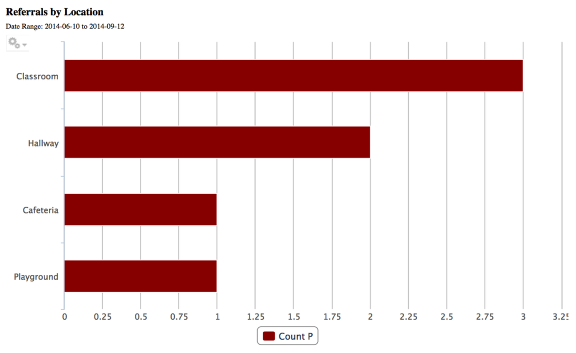 Referrals by Location
Date Range: 2014-06-10 to 2014-09-12
Classroom
Hallway
Cafeteria
Playground
0 0.25 0.5 0.75 1 1.25 1.5 1.75 2 2.25 2.5 2.75 3 3.25
Count P